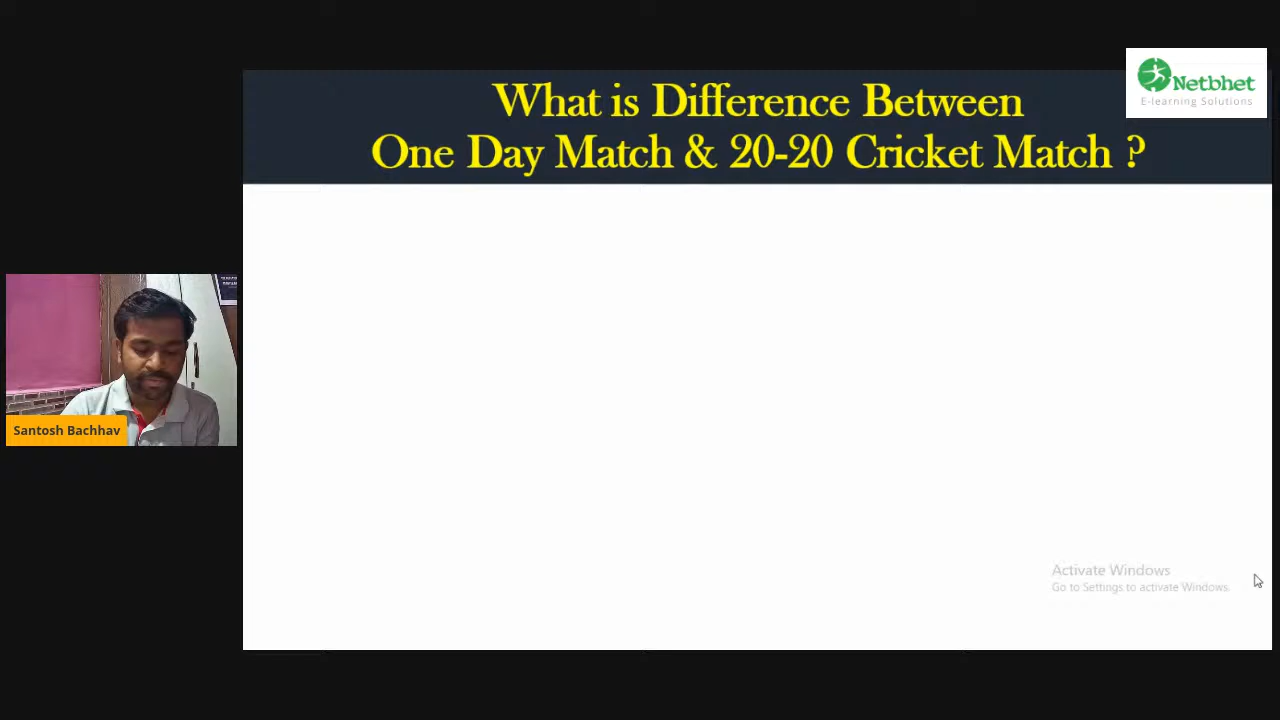 What is Difference Between
One Day Match & 20-20 Cricket Match ?
Netbhet
E-learning Solutions
Santosh Bachhav
Activate Windows
Go to Settings to activate Windows.